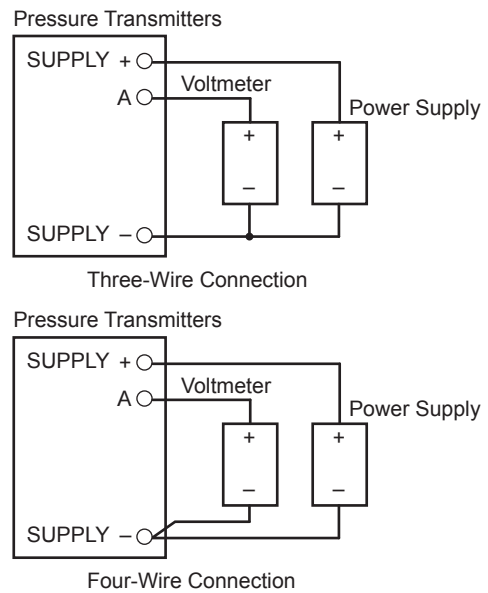 Pressure Transmitters
SUPPLY +
A
Voltmeter
Power Supply
+
+
–
–
SUPPLY –
Three-Wire Connection
Pressure Transmitters
SUPPLY +
A
Voltmeter
Power Supply
+
+
–
–
SUPPLY –
Four-Wire Connection